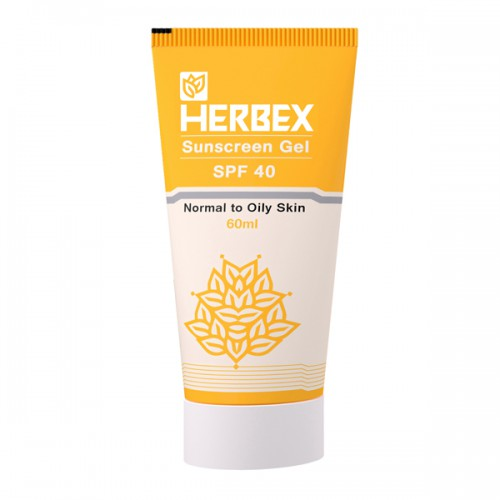 HERBEX
Sunscreen Gel
SPF 40
Normal to Oily Skin
60ml